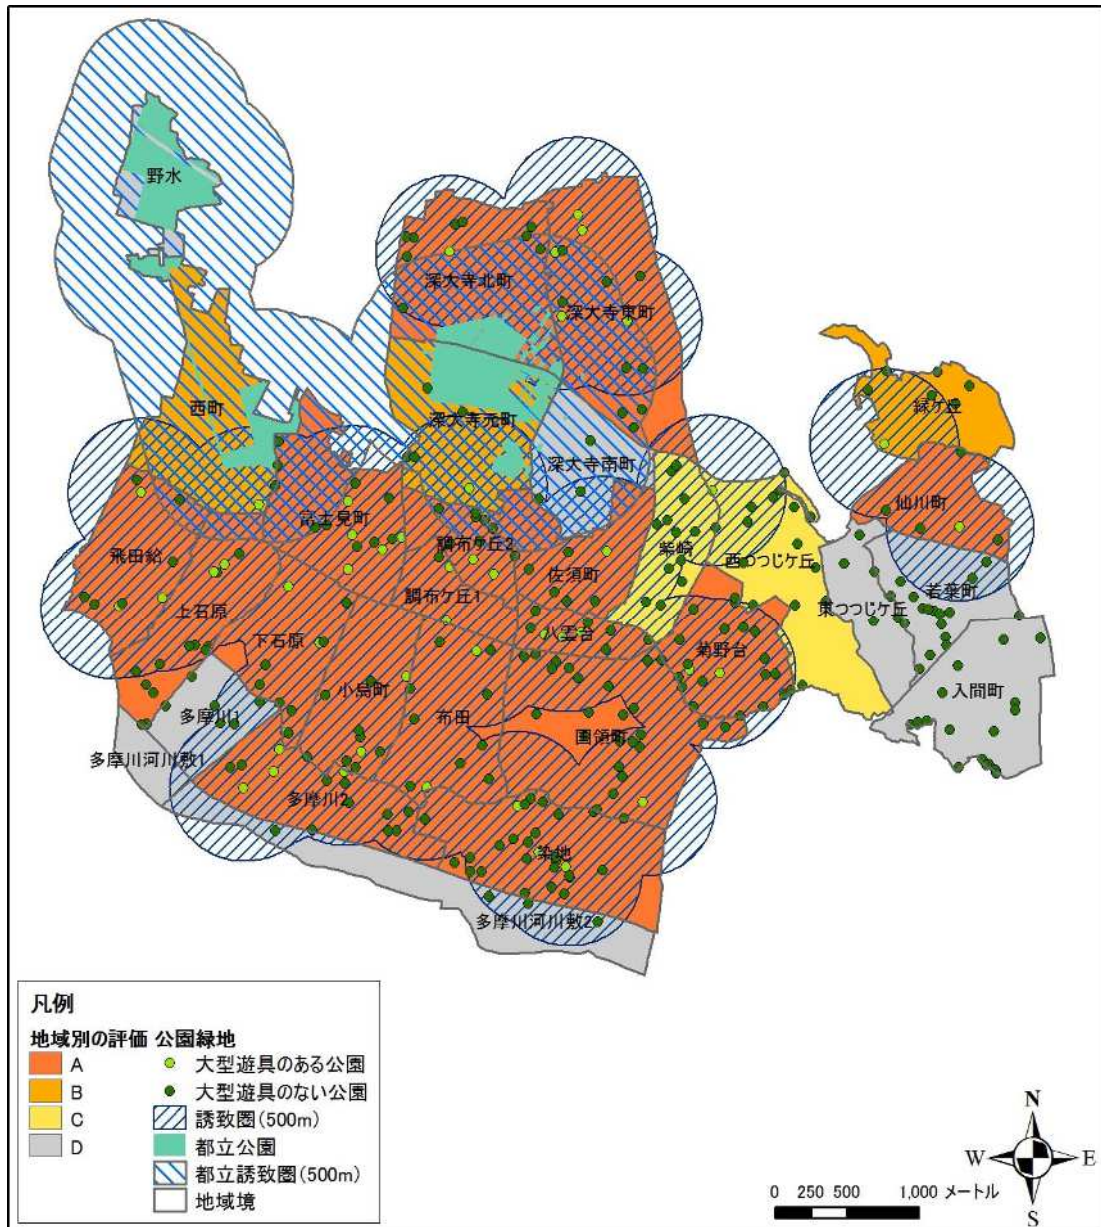 野水
深大寺北町
深大寺東町
西町
深大寺元町
緑ケ丘
深大寺南町
仙川町
富士見町
調布ケ丘2
柴崎
飛田給
佐須町
西つつじケ丘
上石原
調布ケ丘1
若葉町
東つつじケ丘
下石原
八雲台
菊野台
入間町
小島町
多摩川1
布田
国領町
多摩川河川敷1
多摩川2
染地
多摩川河川敷2
凡例
地域別の評価 公園緑地
A 大型遊具のある公園
B 大型遊具のない公園
C 誘致圏(500m)
D 都立公園
都立誘致圏(500m)
地域境
N
W E
S
0 250 500 1,000 メートル